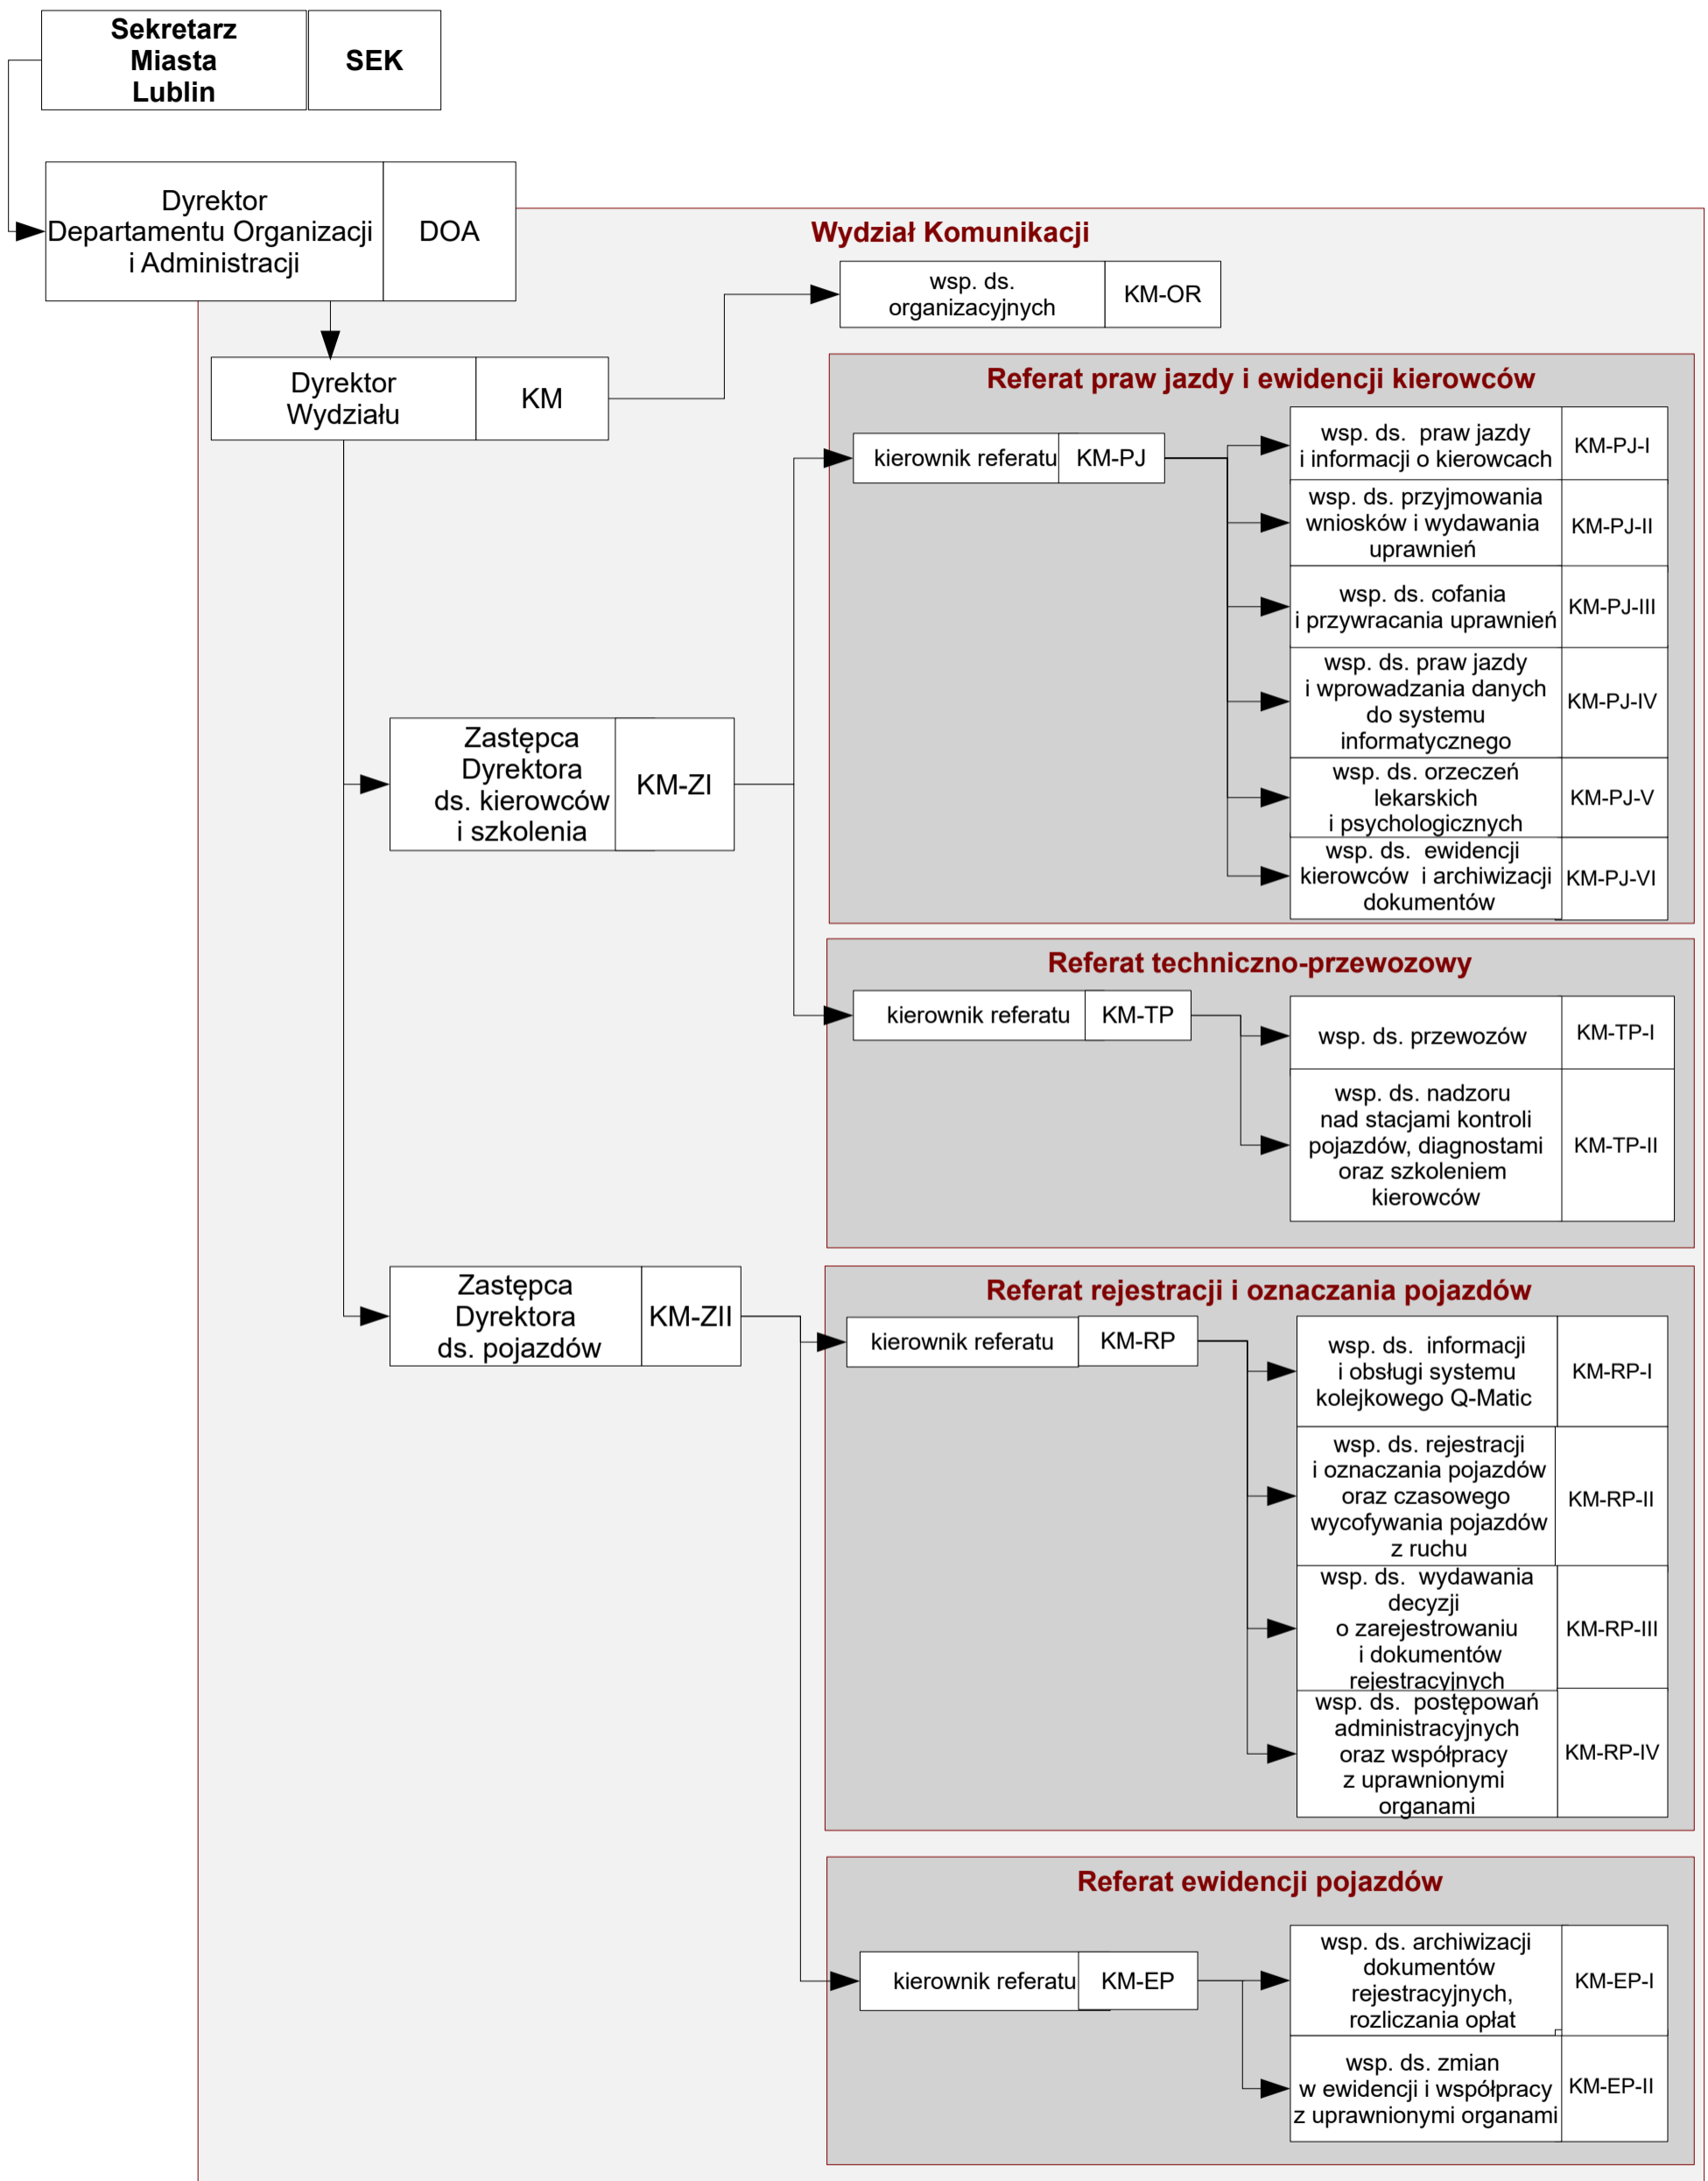 Sekretarz
Miasta
Lublin
SEK
Dyrektor
Departamentu Organizacji
i Administracji
DOA
Wydział Komunikacji
wsp. ds.
organizacyjnych
KM-OR
Dyrektor
Wydziału
KM
Referat praw jazdy i ewidencji kierowców
kierownik referatu
KM-PJ
wsp. ds. praw jazdy
i informacji o kierowcach
KM-PJ-I
wsp. ds. przyjmowania
wniosków i wydawania
uprawnień
KM-PJ-II
wsp. ds. cofania
i przywracania uprawnień
KM-PJ-III
wsp. ds. praw jazdy
i wprowadzania danych
do systemu
informatycznego
KM-PJ-IV
wsp. ds. orzeczeń
lekarskich
i psychologicznych
KM-PJ-V
wsp. ds. ewidencji
kierowców i archiwizacji
dokumentów
KM-PJ-VI
Zastępca
Dyrektora
ds. kierowców
i szkolenia
KM-ZI
Referat techniczno-przewozowy
kierownik referatu
KM-TP
wsp. ds. przewozów
KM-TP-I
wsp. ds. nadzoru
nad stacjami kontroli
pojazdów, diagnostami
oraz szkoleniem
kierowców
KM-TP-II
Zastępca
Dyrektora
ds. pojazdów
KM-ZII
Referat rejestracji i oznaczania pojazdów
kierownik referatu
KM-RP
wsp. ds. informacji
i obsługi systemu
kolejkowego Q-Matic
KM-RP-I
wsp. ds. rejestracji
i oznaczania pojazdów
oraz czasowego
wycofywania pojazdów
z ruchu
KM-RP-II
wsp. ds. wydawania
decyzji
o zarejestrowaniu
i dokumentów
rejestracyjnych
KM-RP-III
wsp. ds. postępowań
administracyjnych
oraz współpracy
z uprawnionymi
organami
KM-RP-IV
Referat ewidencji pojazdów
kierownik referatu
KM-EP
wsp. ds. archiwizacji
dokumentów
rejestracyjnych,
rozliczania opłat
KM-EP-I
wsp. ds. zmian
w ewidencji i współpracy
z uprawnionymi organami
KM-EP-II